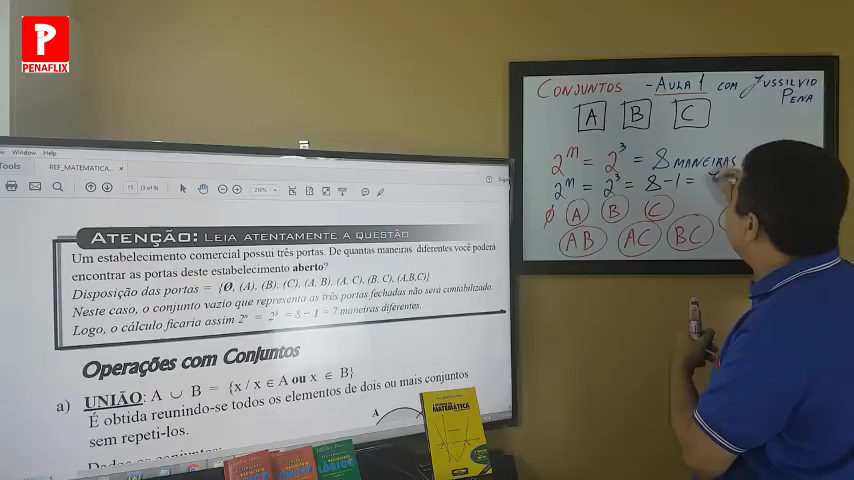 PENAFLIX
Window Help
Tools
REF_MATEMATICA...
15 (3 of 9)
ATENÇÃO: LEIA ATENTAMENTE A QUESTÃO
Um estabelecimento comercial possui três portas. De quantas maneiras diferentes você poderá
encontrar as portas deste estabelecimento aberto?
Disposição das portas = {Ø, (A), (B), (C), (A, B), (A, C), (B, C), (A,B,C)}
Neste caso, o conjunto vazio que representa as três portas fechadas não será contabilizado.
Logo, o cálculo ficaria assim 2ⁿ = 2³ = 8 – 1 = 7 maneiras diferentes.
Operações com Conjuntos
a) UNIÃO: A ∪ B = {x / x ∈ A ou x ∈ B}
É obtida reunindo-se todos os elementos de dois ou mais conjuntos
sem repeti-los.
A
Dados os conjuntos:
MATEMÁTICA
LÓGICO
CONJUNTOS - AULA 1 COM JUSSILVIO
PENA
A B C
2ⁿ = 2³ = 8 MANEIRAS
2ⁿ = 2³ = 8 - 1 =
Ø A B C
AB AC BC